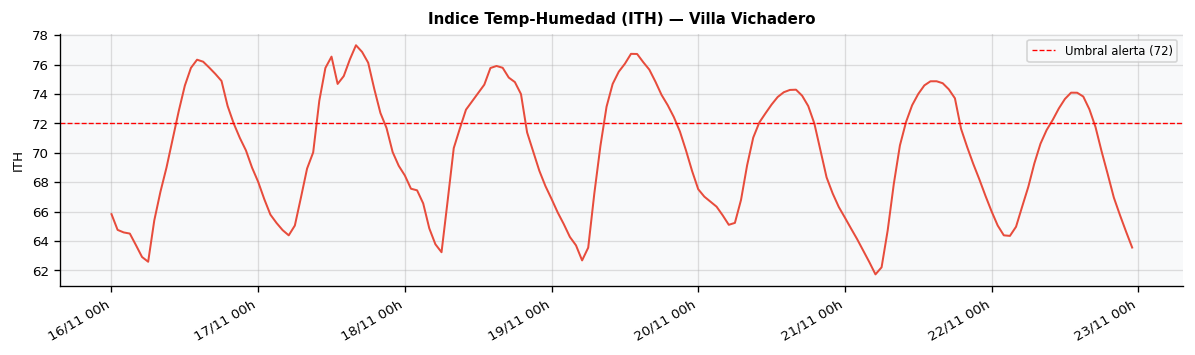 Indice Temp-Humedad (ITH) — Villa Vichadero
Umbral alerta (72)
ITH
78
76
74
72
70
68
66
64
62
16/11 00h
17/11 00h
18/11 00h
19/11 00h
20/11 00h
21/11 00h
22/11 00h
23/11 00h